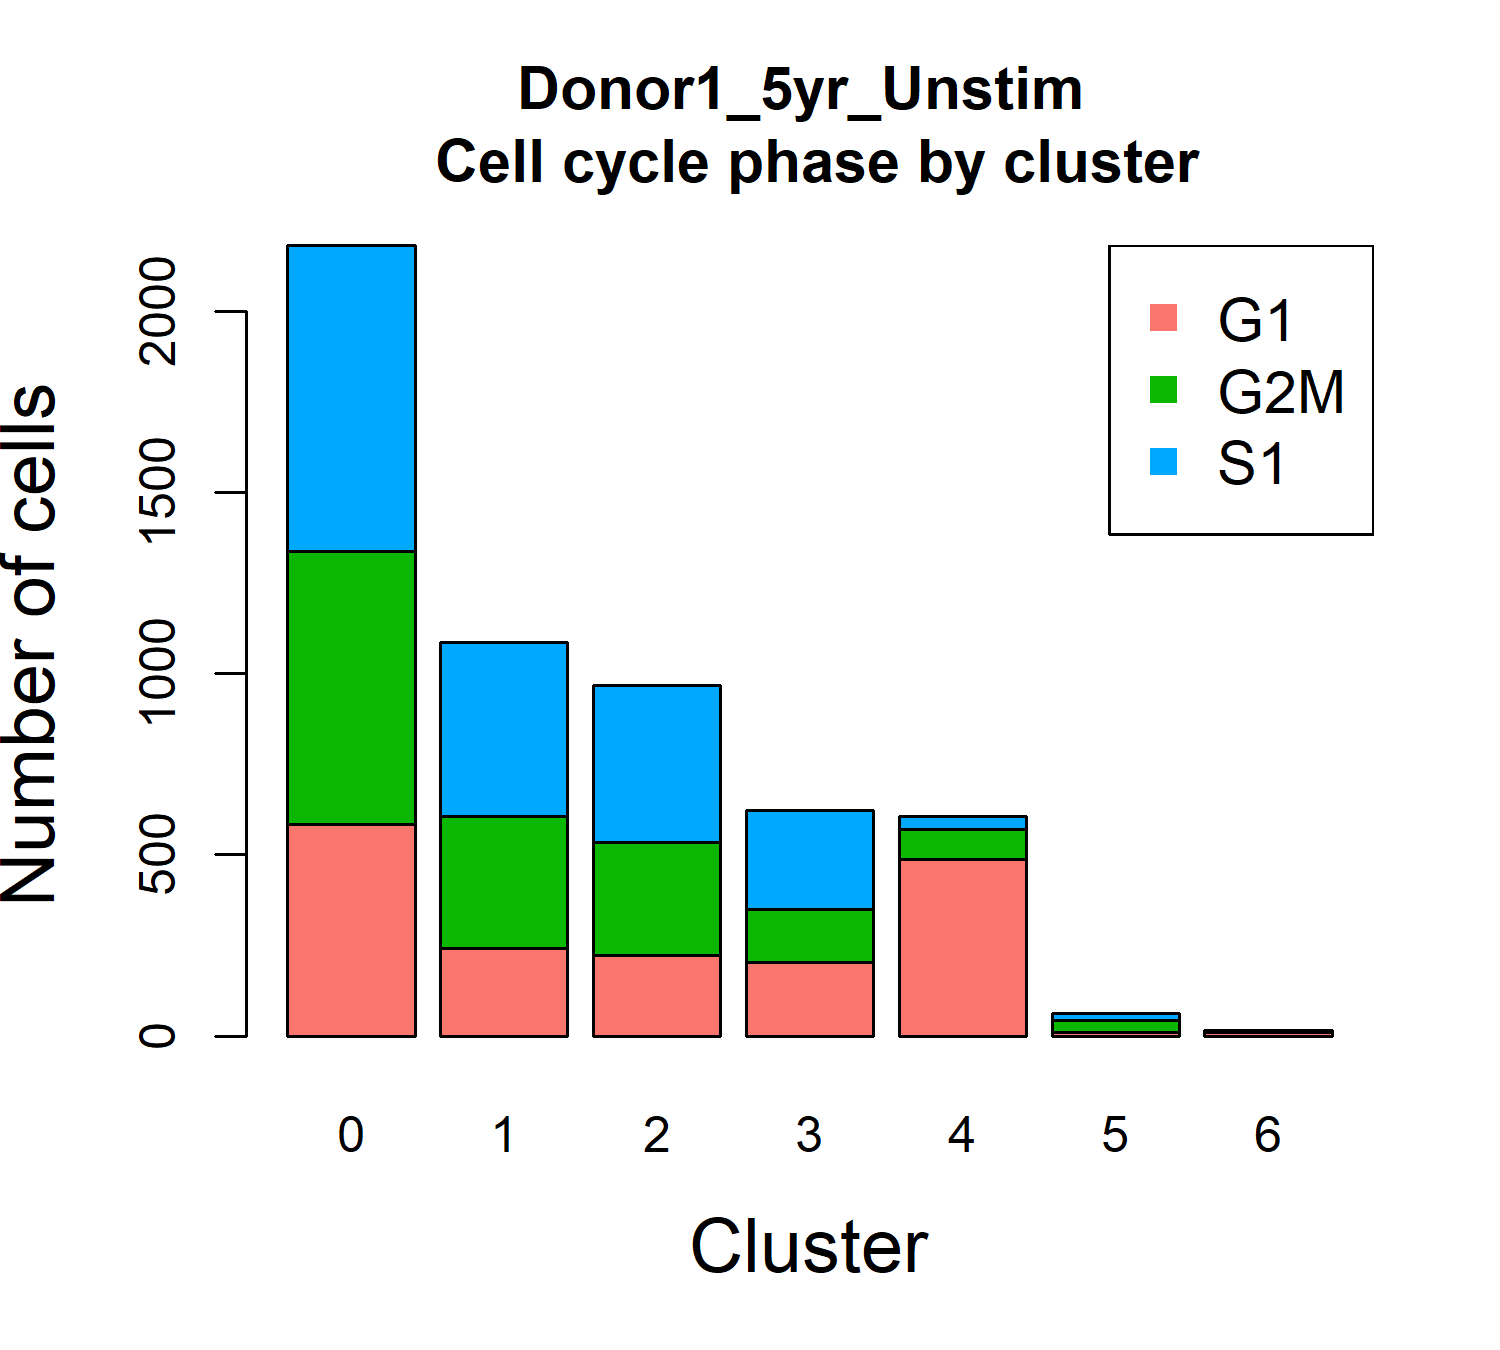 Donor1_5yr_Unstim
Cell cycle phase by cluster
Number of cells
2000
1500
1000
500
0
G1
G2M
S1
0 1 2 3 4 5 6
Cluster